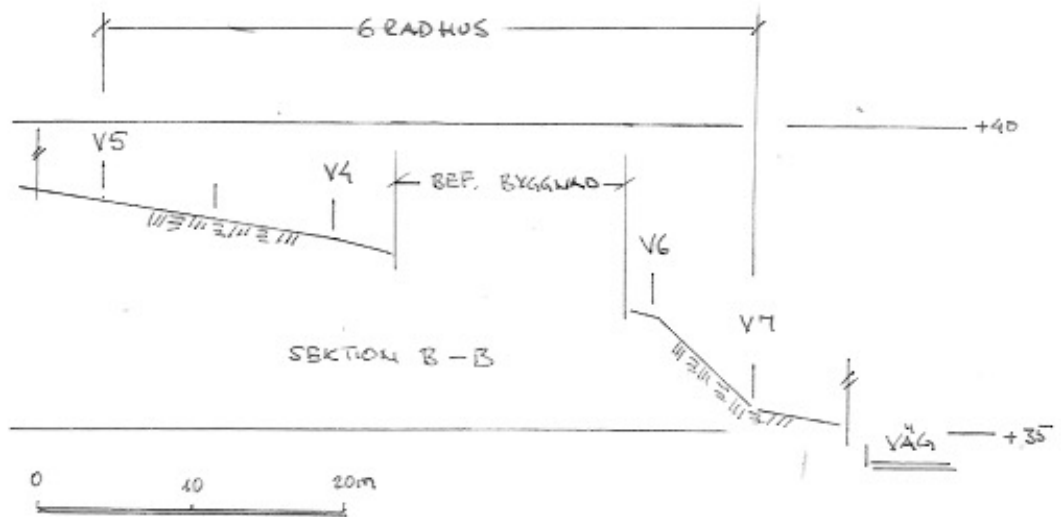 6 RADHUS
+40
V5
V4
BEF. BYGGNAD
V6
V7
SEKTION B-B
VÄG
+35
0 10 20m